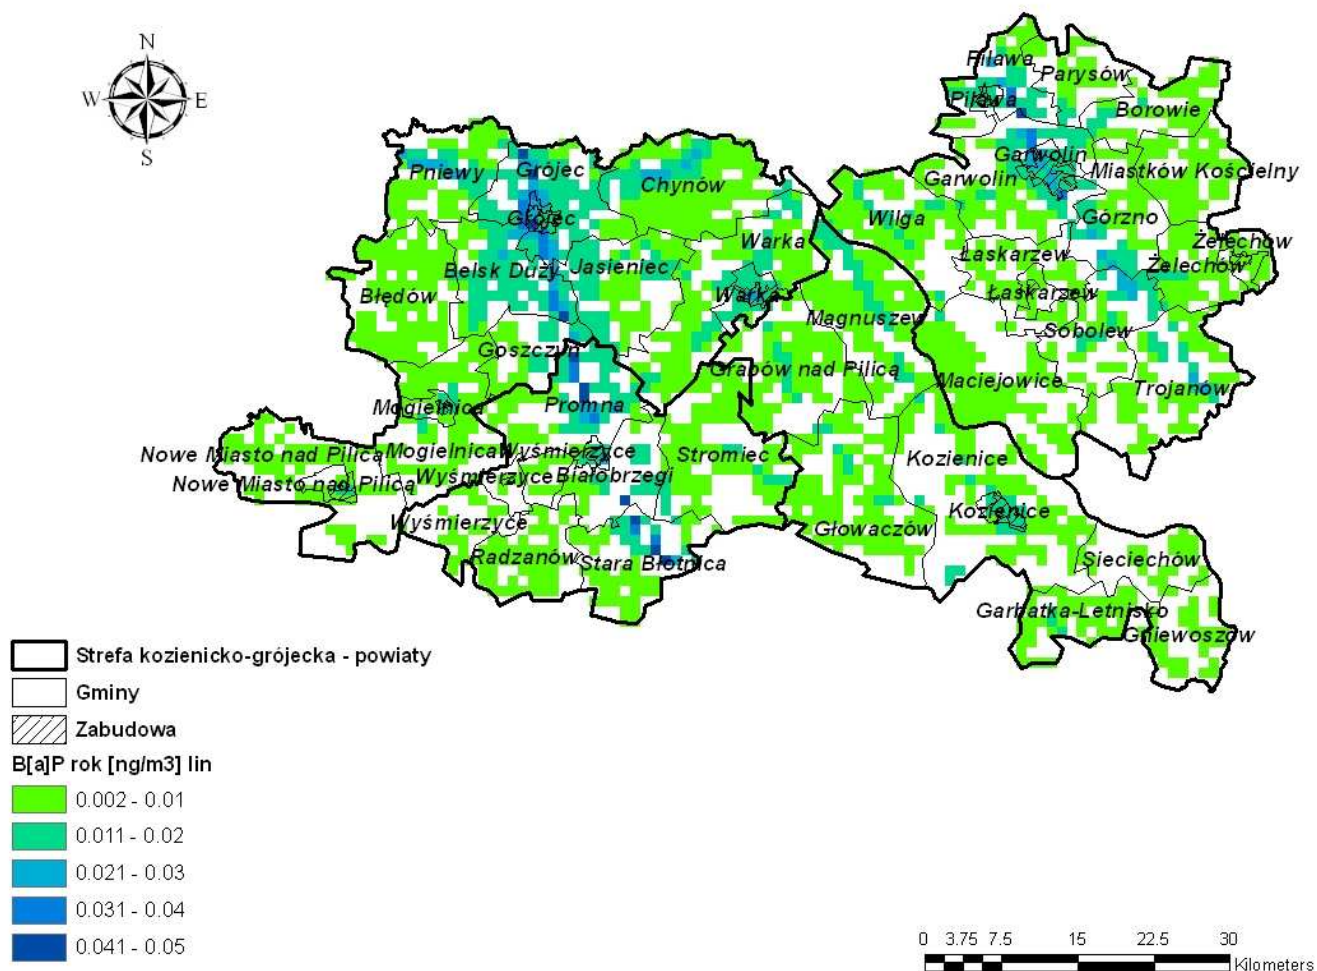 N
W E
S
Pilawa
Parysów
Pilawa
Borowie
Garwolin
Pniewy
Grójec
Chynów
Garwolin
Miastków Kościelny
Grójec
Wilga
Górzno
Warka
Żelechów
Belsk Duży
Jasieniec
Łaskarzew
Żelechów
Błędów
Warka
Łaskarzew
Magnuszew
Sobolew
Goszczyn
Grabów nad Pilicą
Maciejowice
Trojanów
Mogielnica
Promna
Nowe Miasto nad Pilicą
Mogielnica
Wyśmierzyce
Stromiec
Kozienice
Nowe Miasto nad Pilicą
Wyśmierzyce
Białobrzegi
Wyśmierzyce
Kozienice
Głowaczów
Radzanów
Stara Błotnica
Sieciechów
Garbatka-Letnisko
Gniewoszów
Strefa kozienicko-grójecka - powiaty
Gminy
Zabudowa
B[a]P rok [ng/m3] lin
0.002 - 0.01
0.011 - 0.02
0.021 - 0.03
0.031 - 0.04
0.041 - 0.05
0 3.75 7.5 15 22.5 30
Kilometers